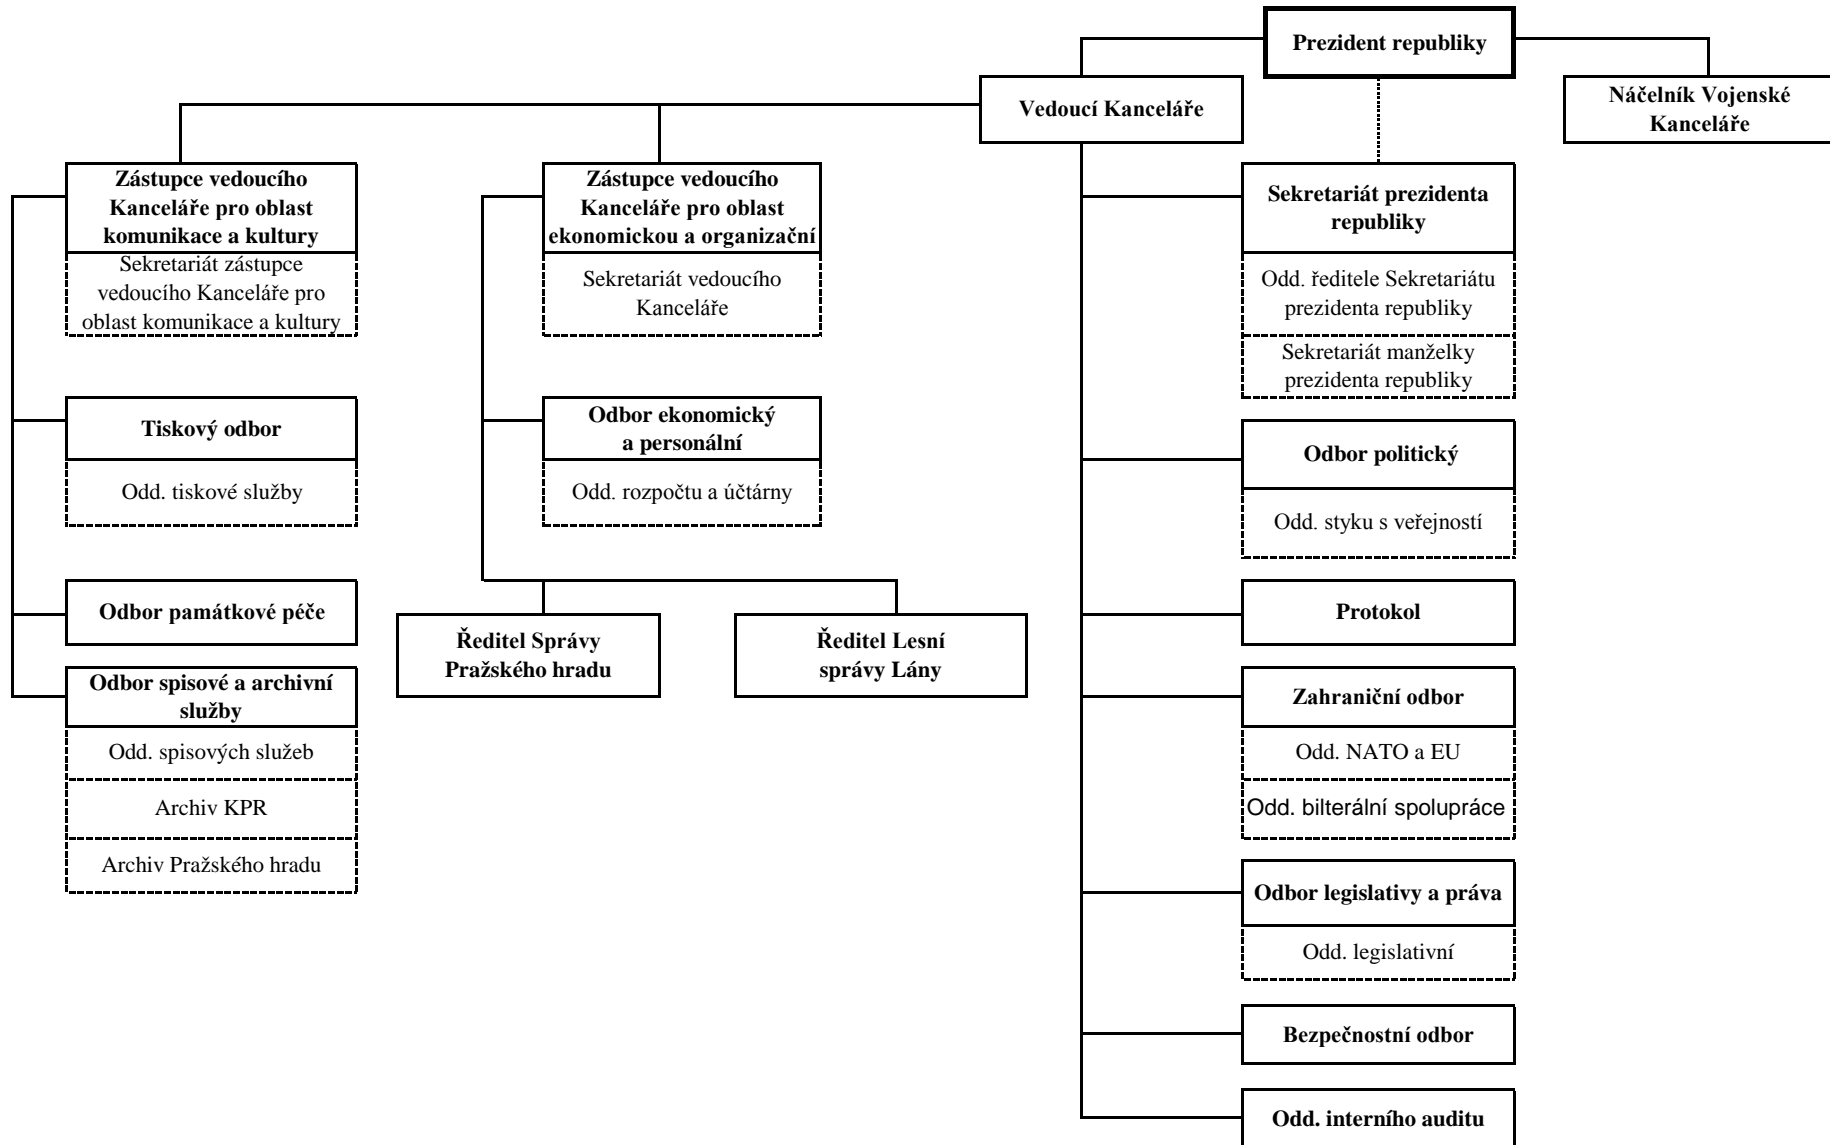 Prezident republiky
Vedoucí Kanceláře
Náčelník Vojenské
Kanceláře
Zástupce vedoucího
Kanceláře pro oblast
komunikace a kultury
Sekretariát zástupce
vedoucího Kanceláře pro
oblast komunikace a kultury
Tiskový odbor
Odd. tiskové služby
Odbor památkové péče
Odbor spisové a archivní
služby
Odd. spisových služeb
Archiv KPR
Archiv Pražského hradu
Zástupce vedoucího
Kanceláře pro oblast
ekonomickou a organizační
Sekretariát vedoucího
Kanceláře
Odbor ekonomický
a personální
Odd. rozpočtu a účtárny
Ředitel Správy
Pražského hradu
Ředitel Lesní
správy Lány
Sekretariát prezidenta
republiky
Odd. ředitele Sekretariátu
prezidenta republiky
Sekretariát manželky
prezidenta republiky
Odbor politický
Odd. styku s veřejností
Protokol
Zahraniční odbor
Odd. NATO a EU
Odd. bilterální spolupráce
Odbor legislativy a práva
Odd. legislativní
Bezpečnostní odbor
Odd. interního auditu